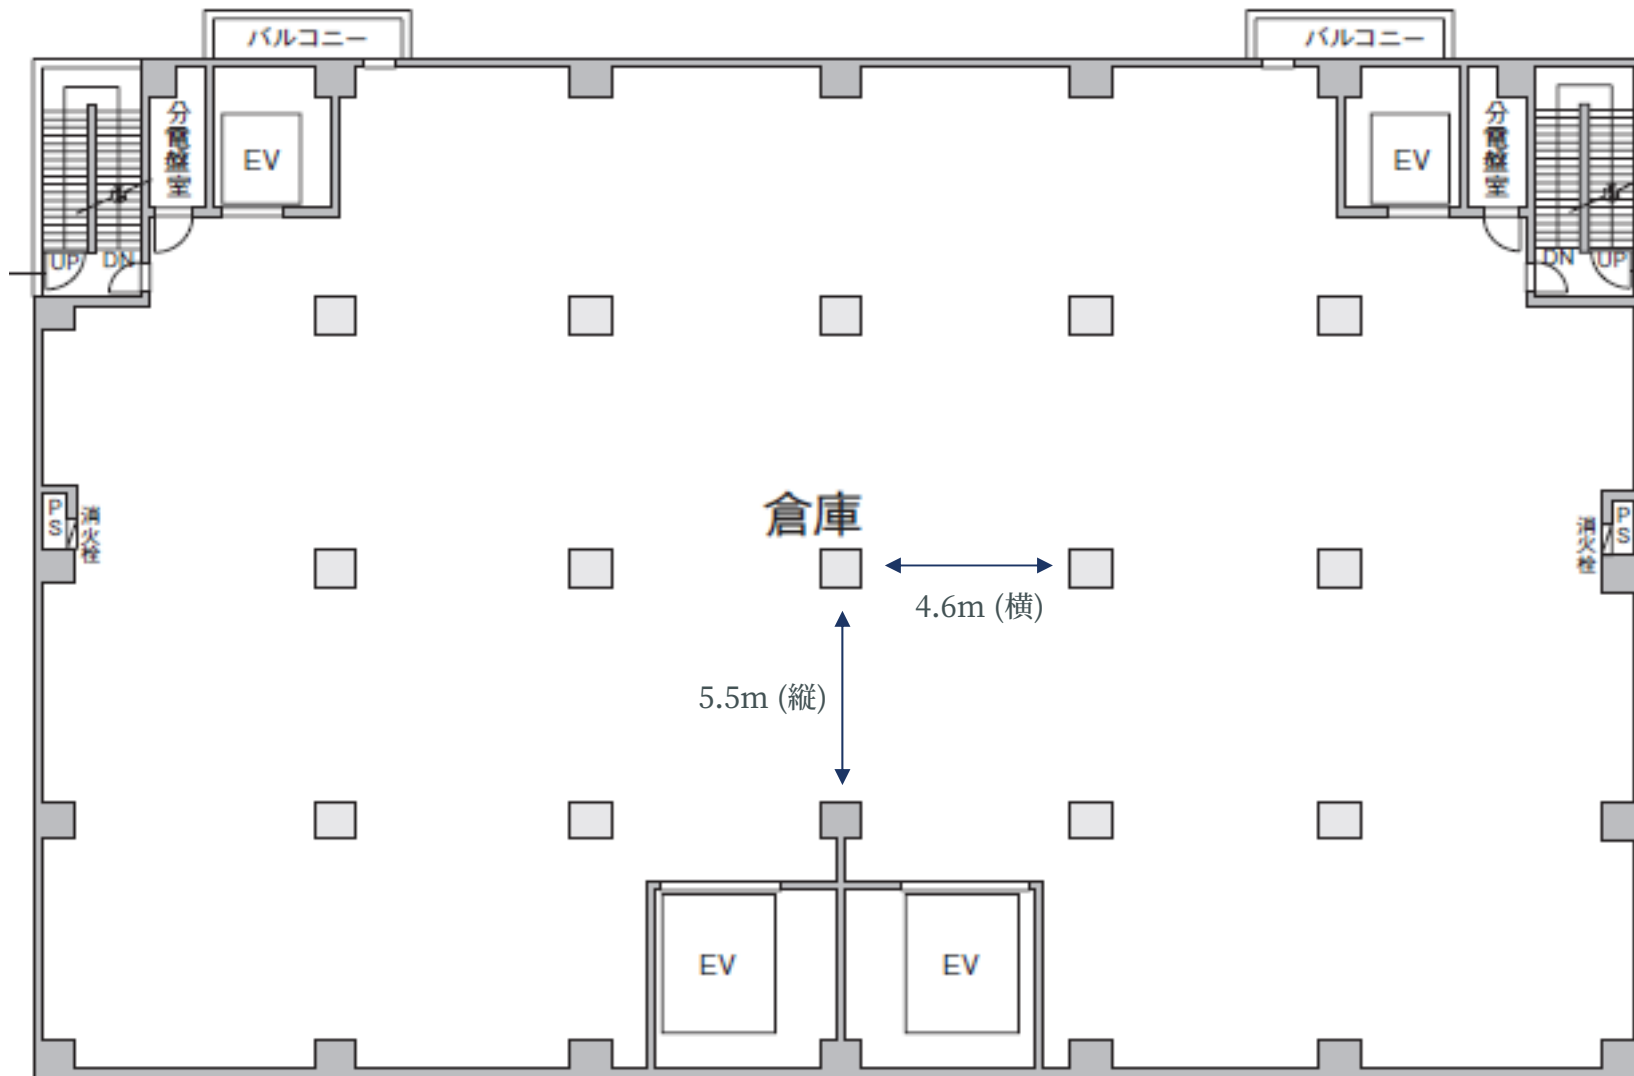 バルコニー
バルコニー
分電盤室
EV
EV
分電盤室
UP
DN
DN
UP
PS
消火栓
倉庫
消火栓
PS
4.6m (横)
5.5m (縦)
EV
EV